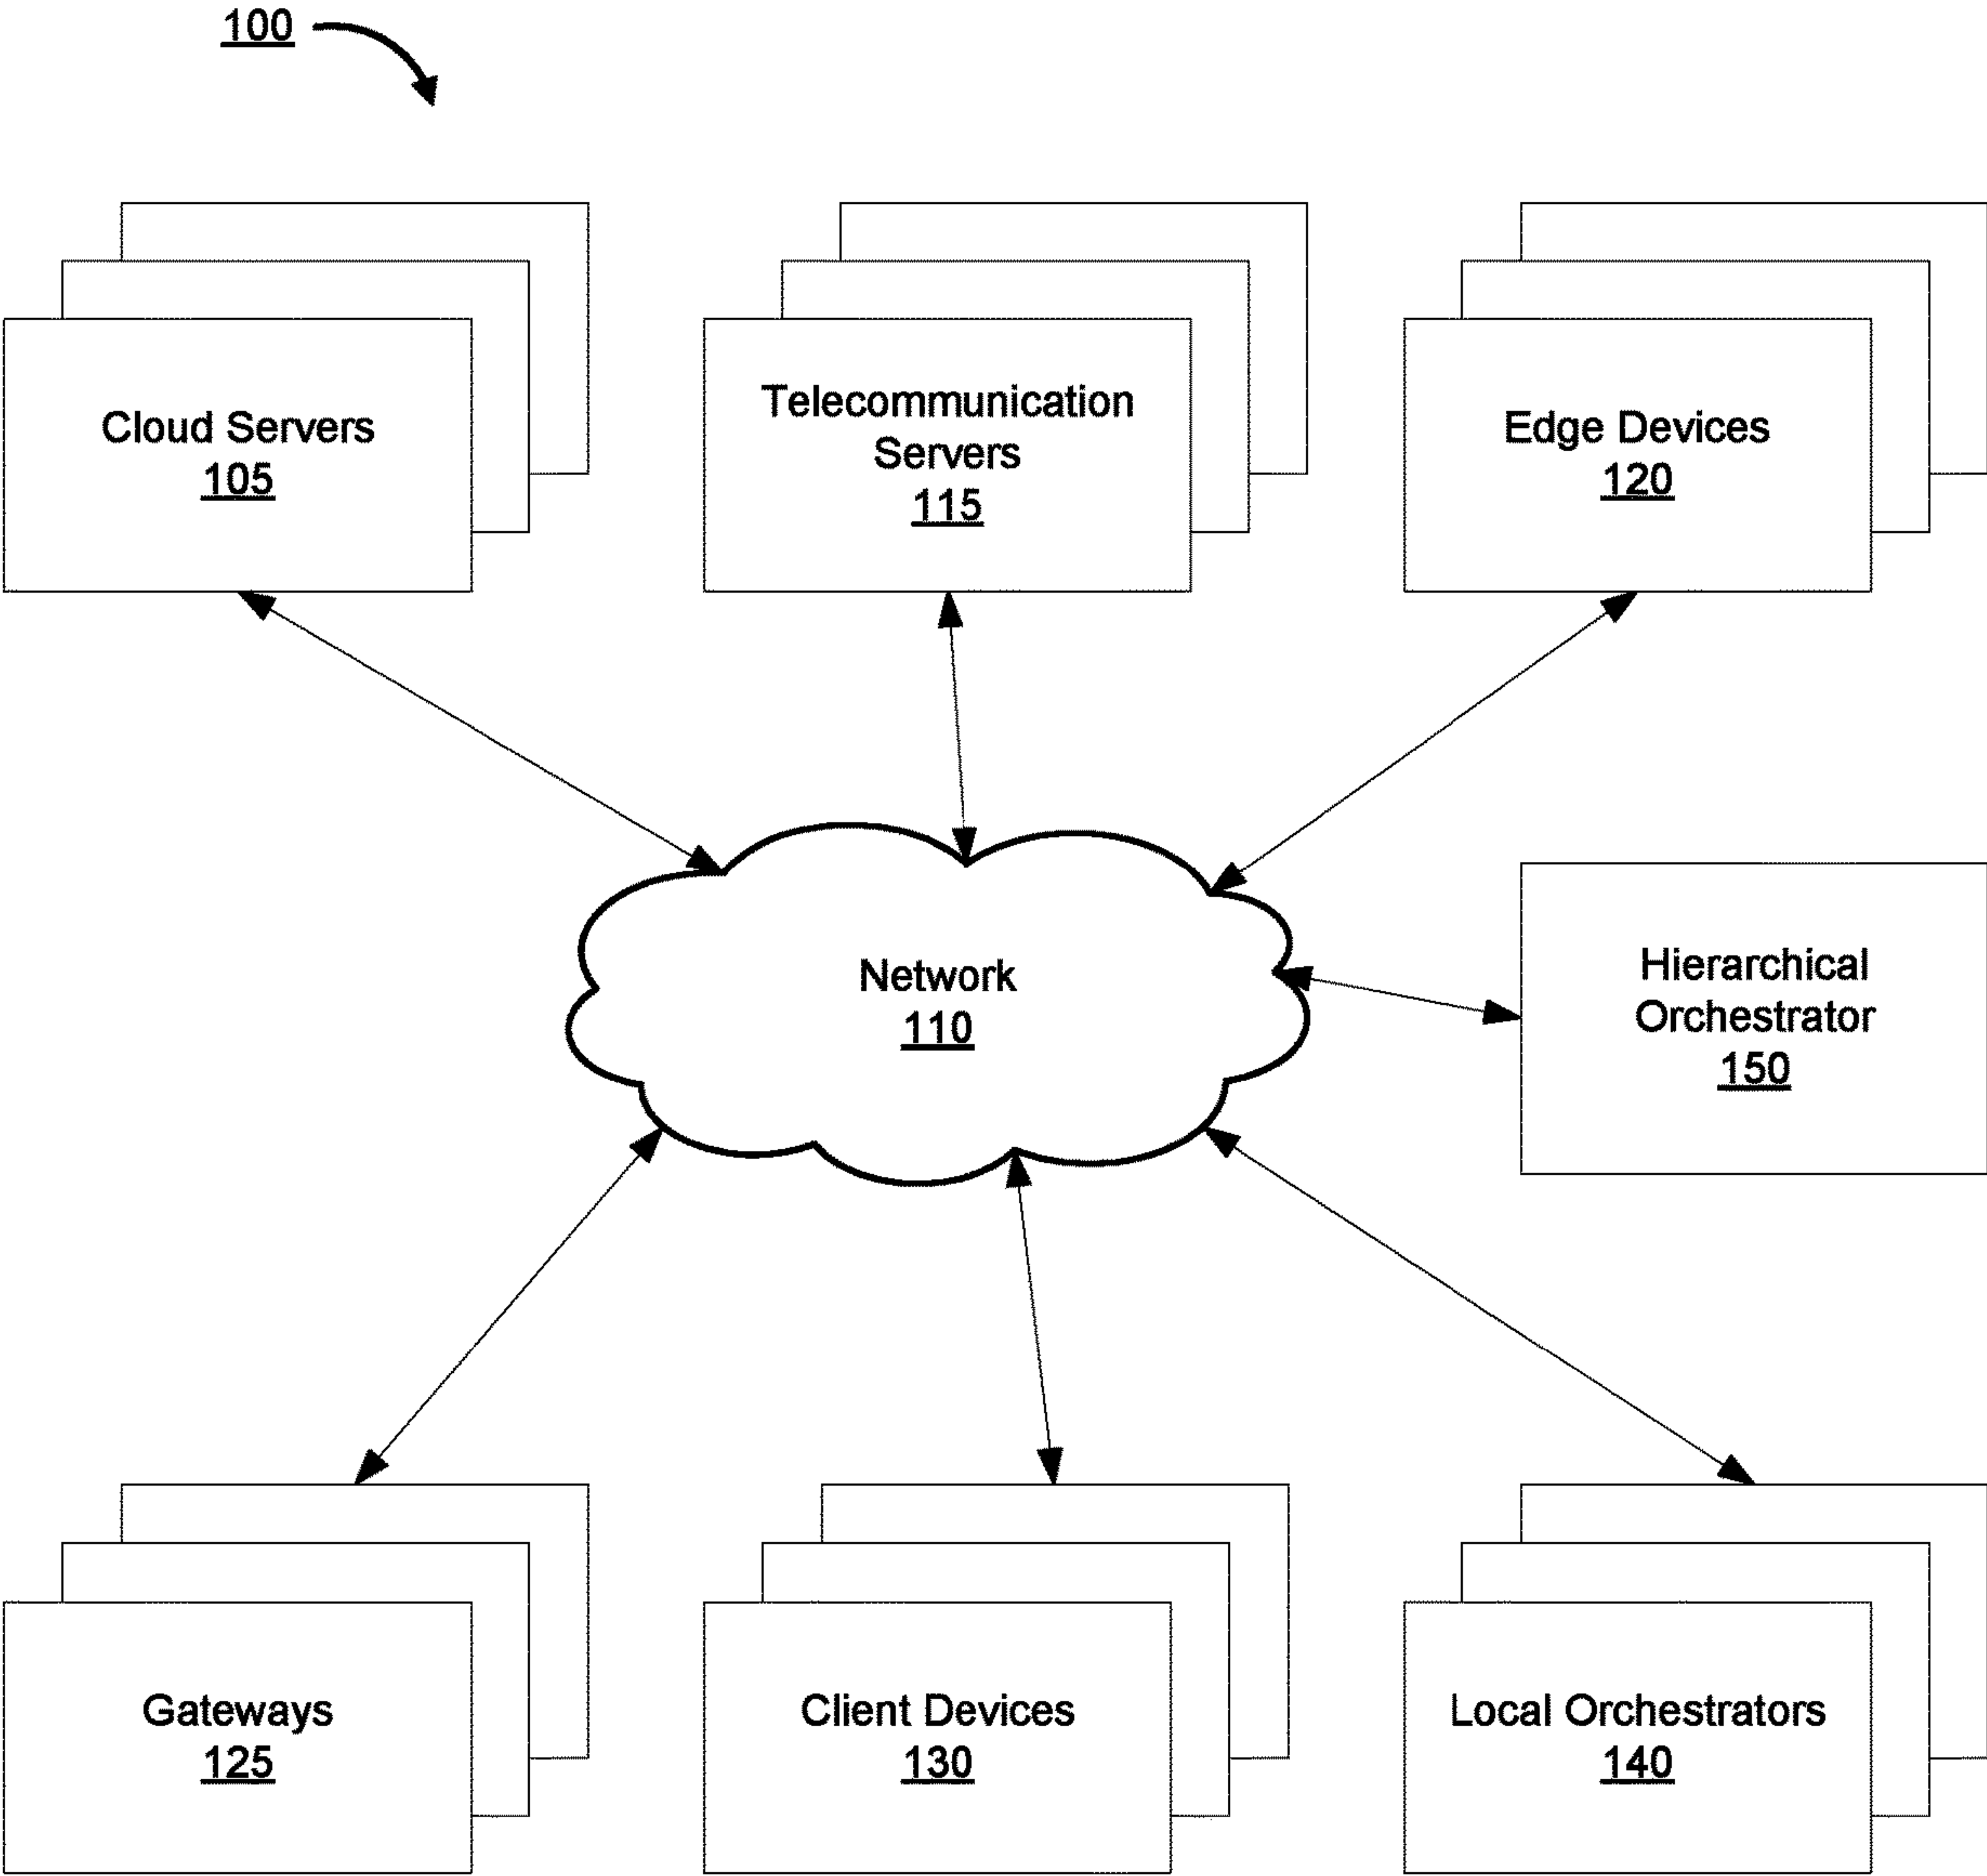 100
Cloud Servers
105
Telecommunication
Servers
115
Edge Devices
120
Network
110
Hierarchical
Orchestrator
150
Gateways
125
Client Devices
130
Local Orchestrators
140